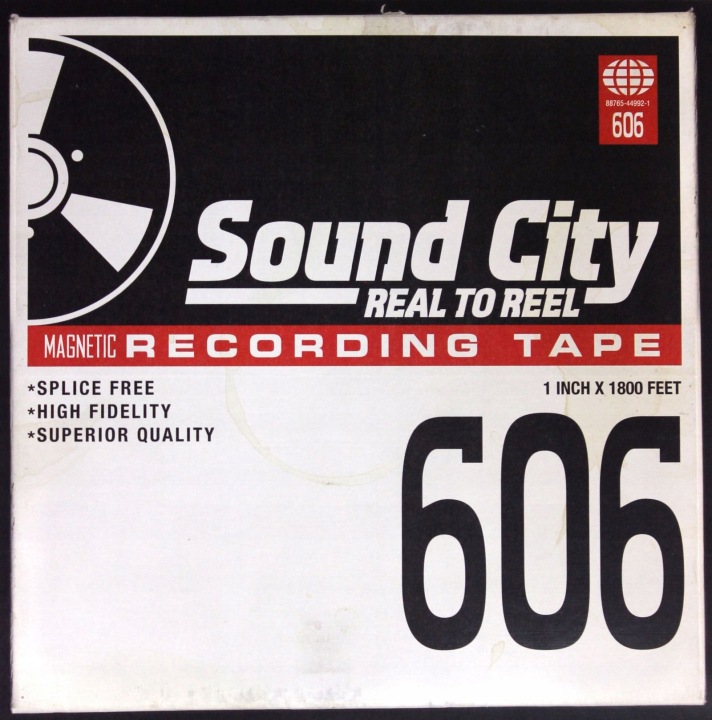 88765-44992-1
606
Sound City
REAL TO REEL
MAGNETIC RECORDING TAPE
*SPLICE FREE
*HIGH FIDELITY
*SUPERIOR QUALITY
1 INCH X 1800 FEET
606